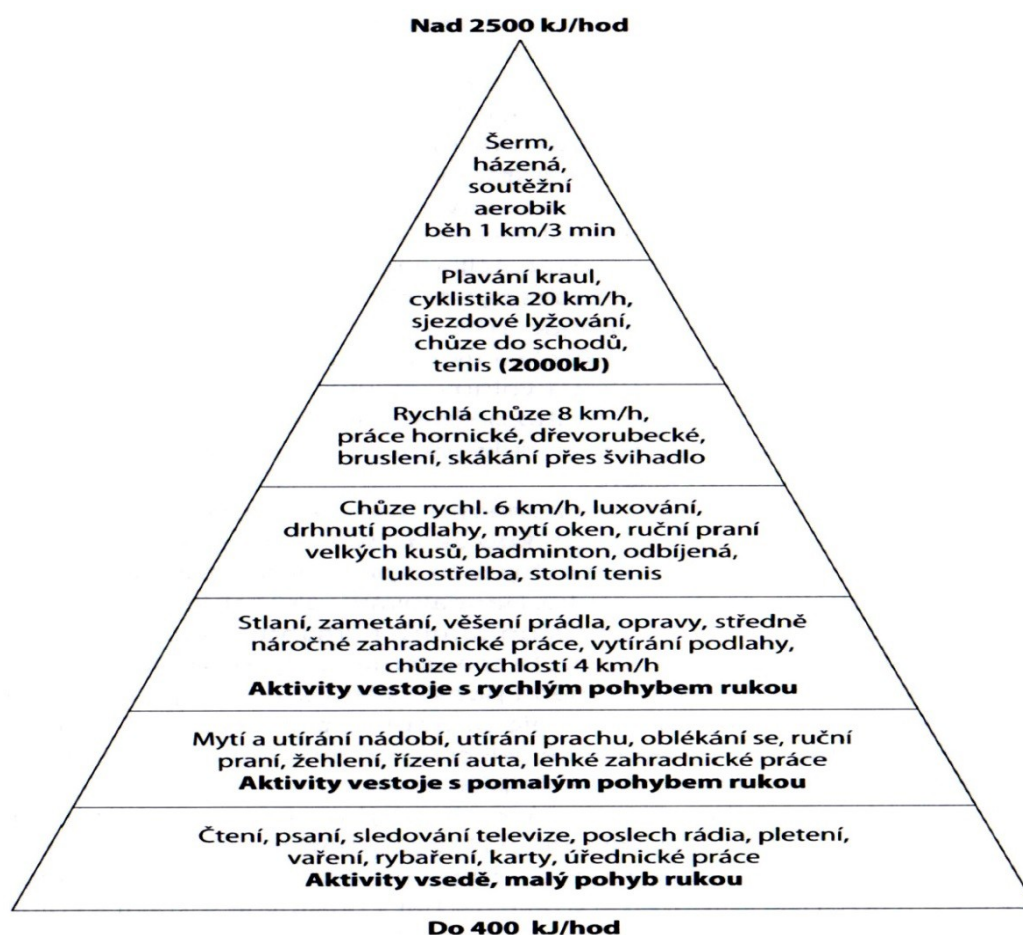 Nad 2500 kJ/hod
Šerm,
házená,
soutěžní
aerobik
běh 1 km/3 min
Plavání kraul,
cyklistika 20 km/h,
sjezdové lyžování,
chůze do schodů,
tenis (2000kJ)
Rychlá chůze 8 km/h,
práce hornické, dřevorubecké,
bruslení, skákání přes švihadlo
Chůze rychl. 6 km/h, luxování,
drhnutí podlahy, mytí oken, ruční praní
velkých kusů, badminton, odbíjená,
lukostřelba, stolní tenis
Stlaní, zametání, věšení prádla, opravy, středně
náročné zahradnické práce, vytírání podlahy,
chůze rychlostí 4 km/h
Aktivity vestoje s rychlým pohybem rukou
Mytí a utírání nádobí, utírání prachu, oblékání se, ruční
praní, žehlení, řízení auta, lehké zahradnické práce
Aktivity vestoje s pomalým pohybem rukou
Čtení, psaní, sledování televize, poslech rádia, pletení,
vaření, rybaření, karty, úřednické práce
Aktivity vsedě, malý pohyb rukou
Do 400 kJ/hod